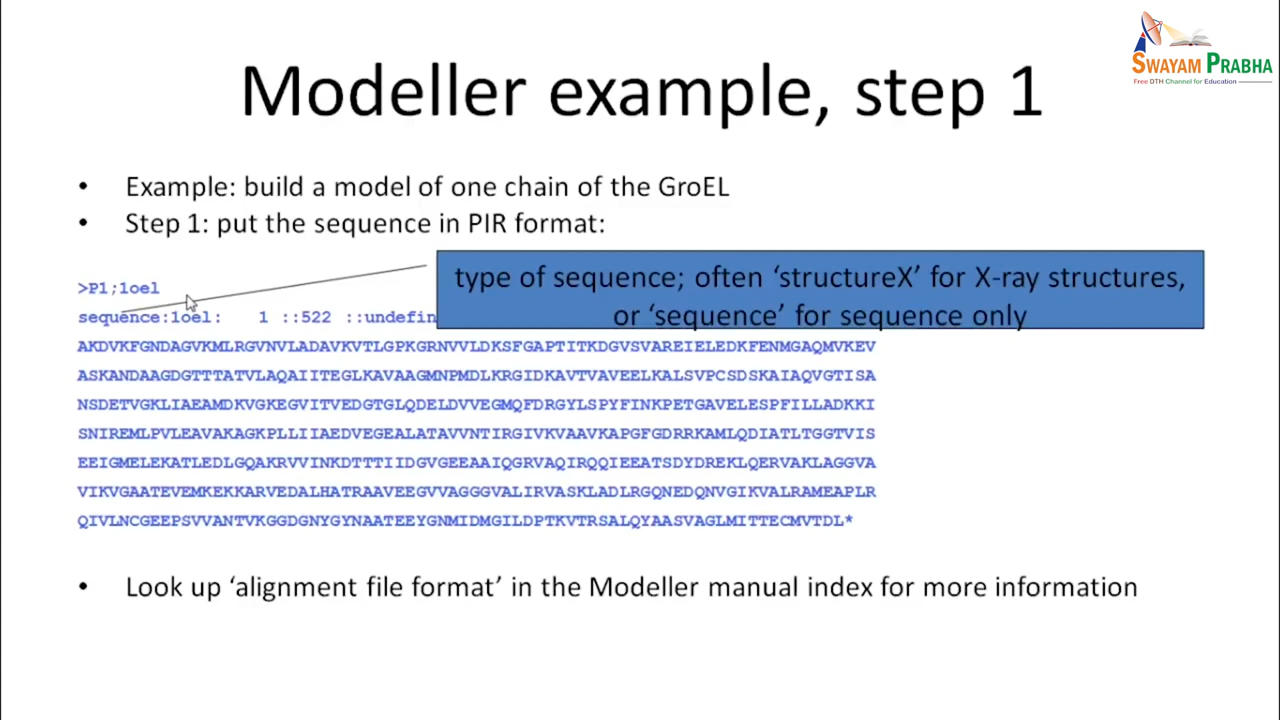 SWAYAM PRABHA
Free DTH Channel for Education
Modeller example, step 1
• Example: build a model of one chain of the GroEL
• Step 1: put the sequence in PIR format:
type of sequence; often ‘structureX’ for X-ray structures,
or ‘sequence’ for sequence only
>P1;1oel
sequence:1oel: 1 ::522 ::undefin
AKDVKFGNDAGVKMLRGVNVLADAVKVTLGPKGRNVVLDKSFGAPTITKDGVSVAREIELEDKFENMGAQMVKEV
ASKANDAAGDGTTTATVLAQAIITEGLKAVAAGMNPMDLKRGIDKAVTVAVEELKALSVPCSDSKAIAQVGTISA
NSDETVGKLIAEAMDKVGKEGVITVEDGTGLQDELDVVEGMQFDRGYLSPYFINKPETGAVELESPFILLADKKI
SNIREMLPVLEAVAKAGKPLLIIAEDVEGEALATAVVNTIRGIVKVAAVKAPGFGDRRKAMLQDIATLTGGTVIS
EEIGMELEKATLEDLGQAKRVVINKDTTTIIDGVGEEAAIQGRVAQIRQQIEEATSDYDREKLQERVAKLAGGVA
VIKVGAATEVEMKEKKARVEDALHATRAAVEEGVVAGGGVALIRVASKLADLRGQNEDQNVGIKVALRAMEAPLR
QIVLNCGEEPSVVANTVKGGDGNYGYNAATEEYGNMIDMGILDPTKVTRSALQYAASVAGLMITTECMVTDL*
• Look up ‘alignment file format’ in the Modeller manual index for more information